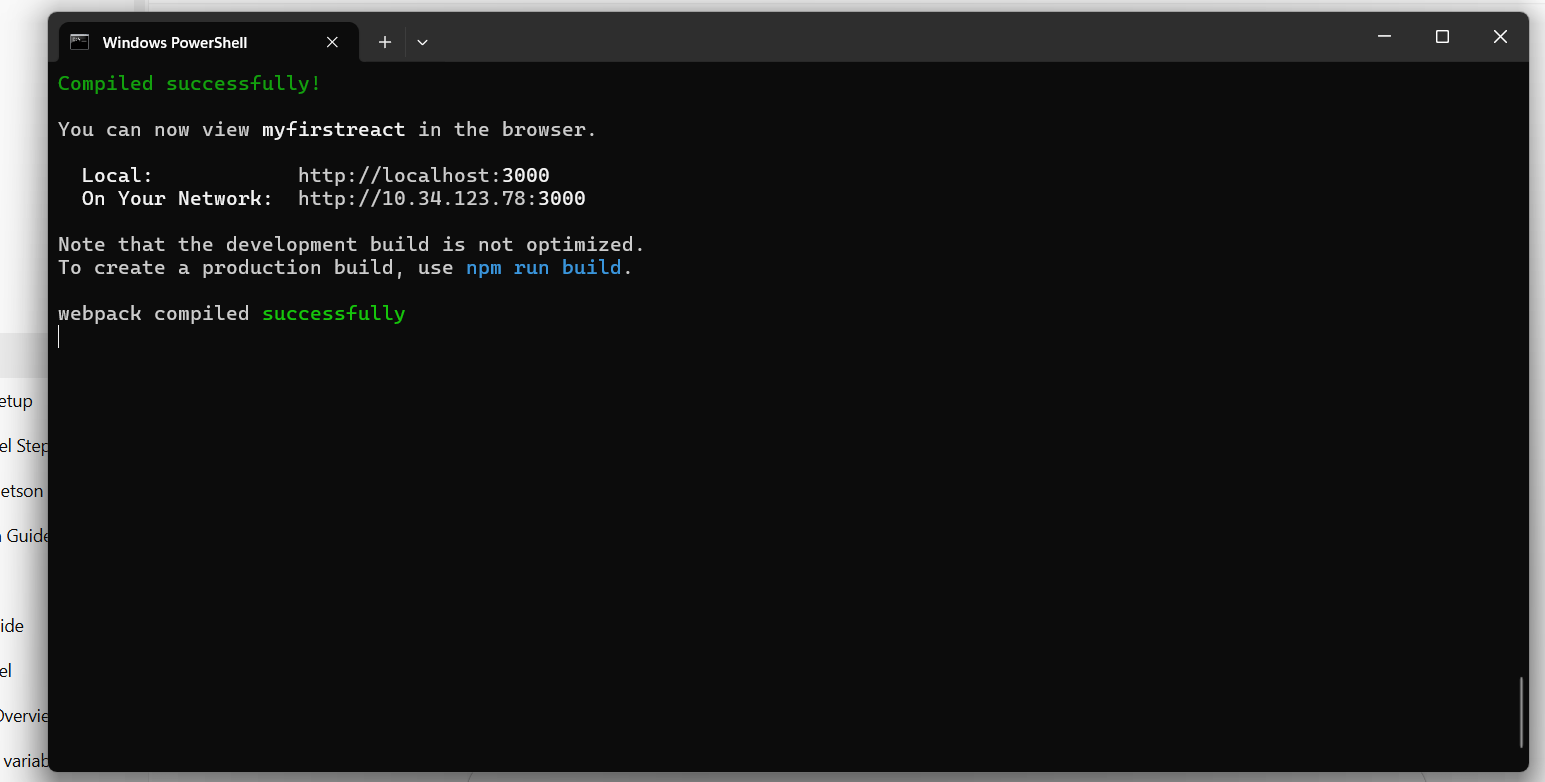 Windows PowerShell
Compiled successfully!
You can now view myfirstreact in the browser.
Local: http://localhost:3000
On Your Network: http://10.34.123.78:3000
Note that the development build is not optimized.
To create a production build, use npm run build.
webpack compiled successfully
etup
el Step
etson
n Guide
ide
el
Overvie
variab